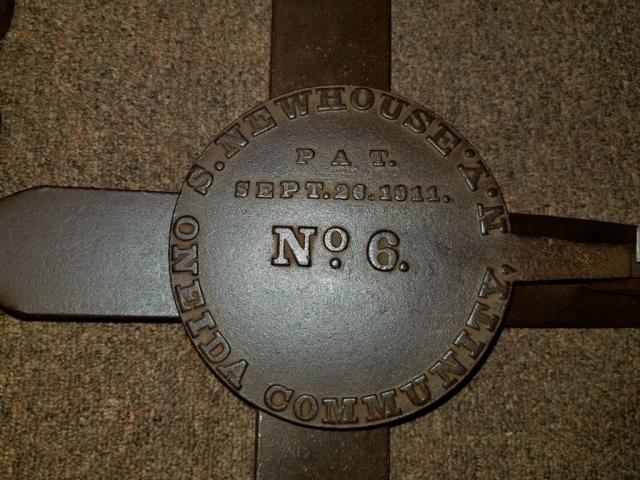 S. NEWHOUSE. N.Y.
ONEIDA COMMUNITY,
PAT.
SEPT. 26. 1911.
No. 6.